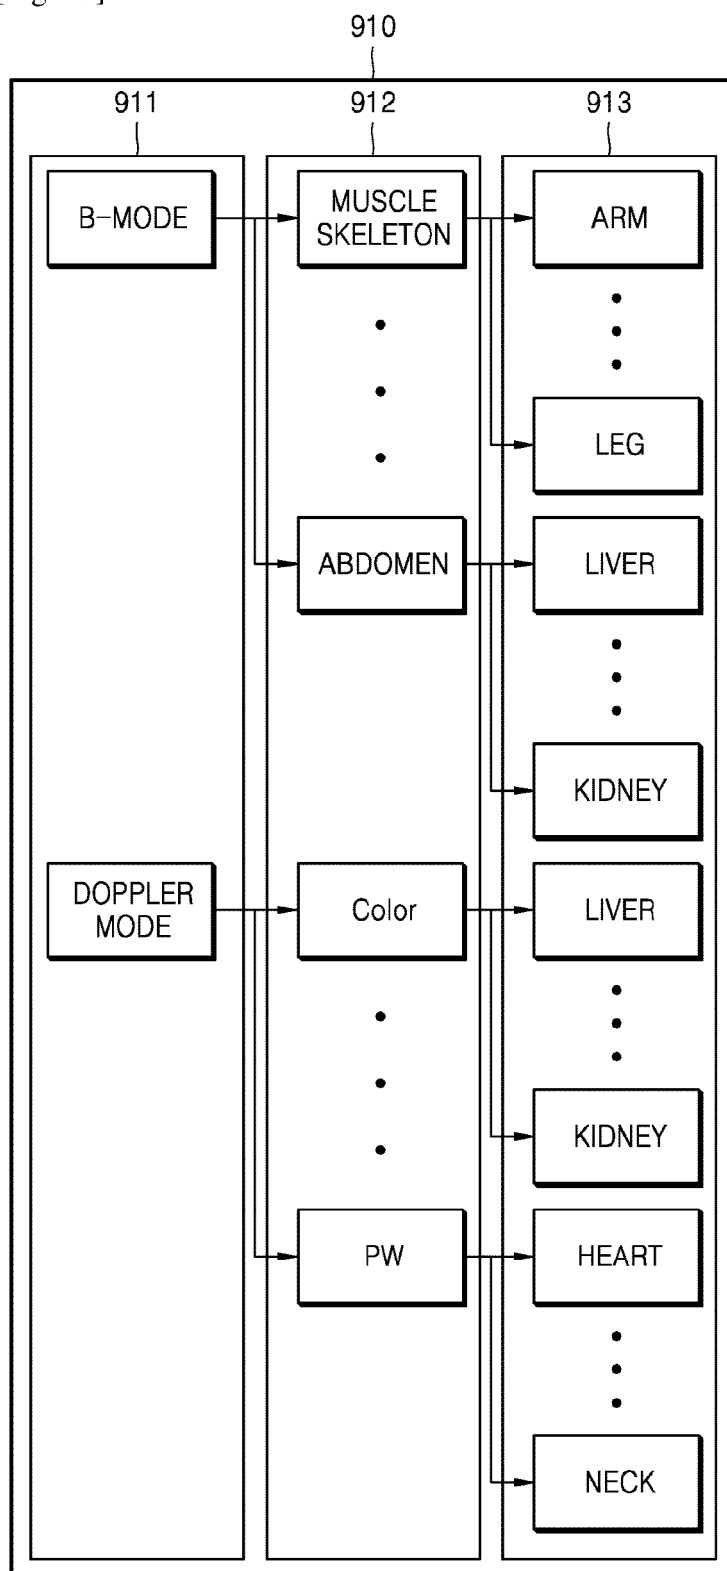 910
911 912 913
B-MODE
MUSCLE
SKELETON
ARM
LEG
ABDOMEN
LIVER
KIDNEY
DOPPLER
MODE
Color
LIVER
KIDNEY
PW
HEART
NECK